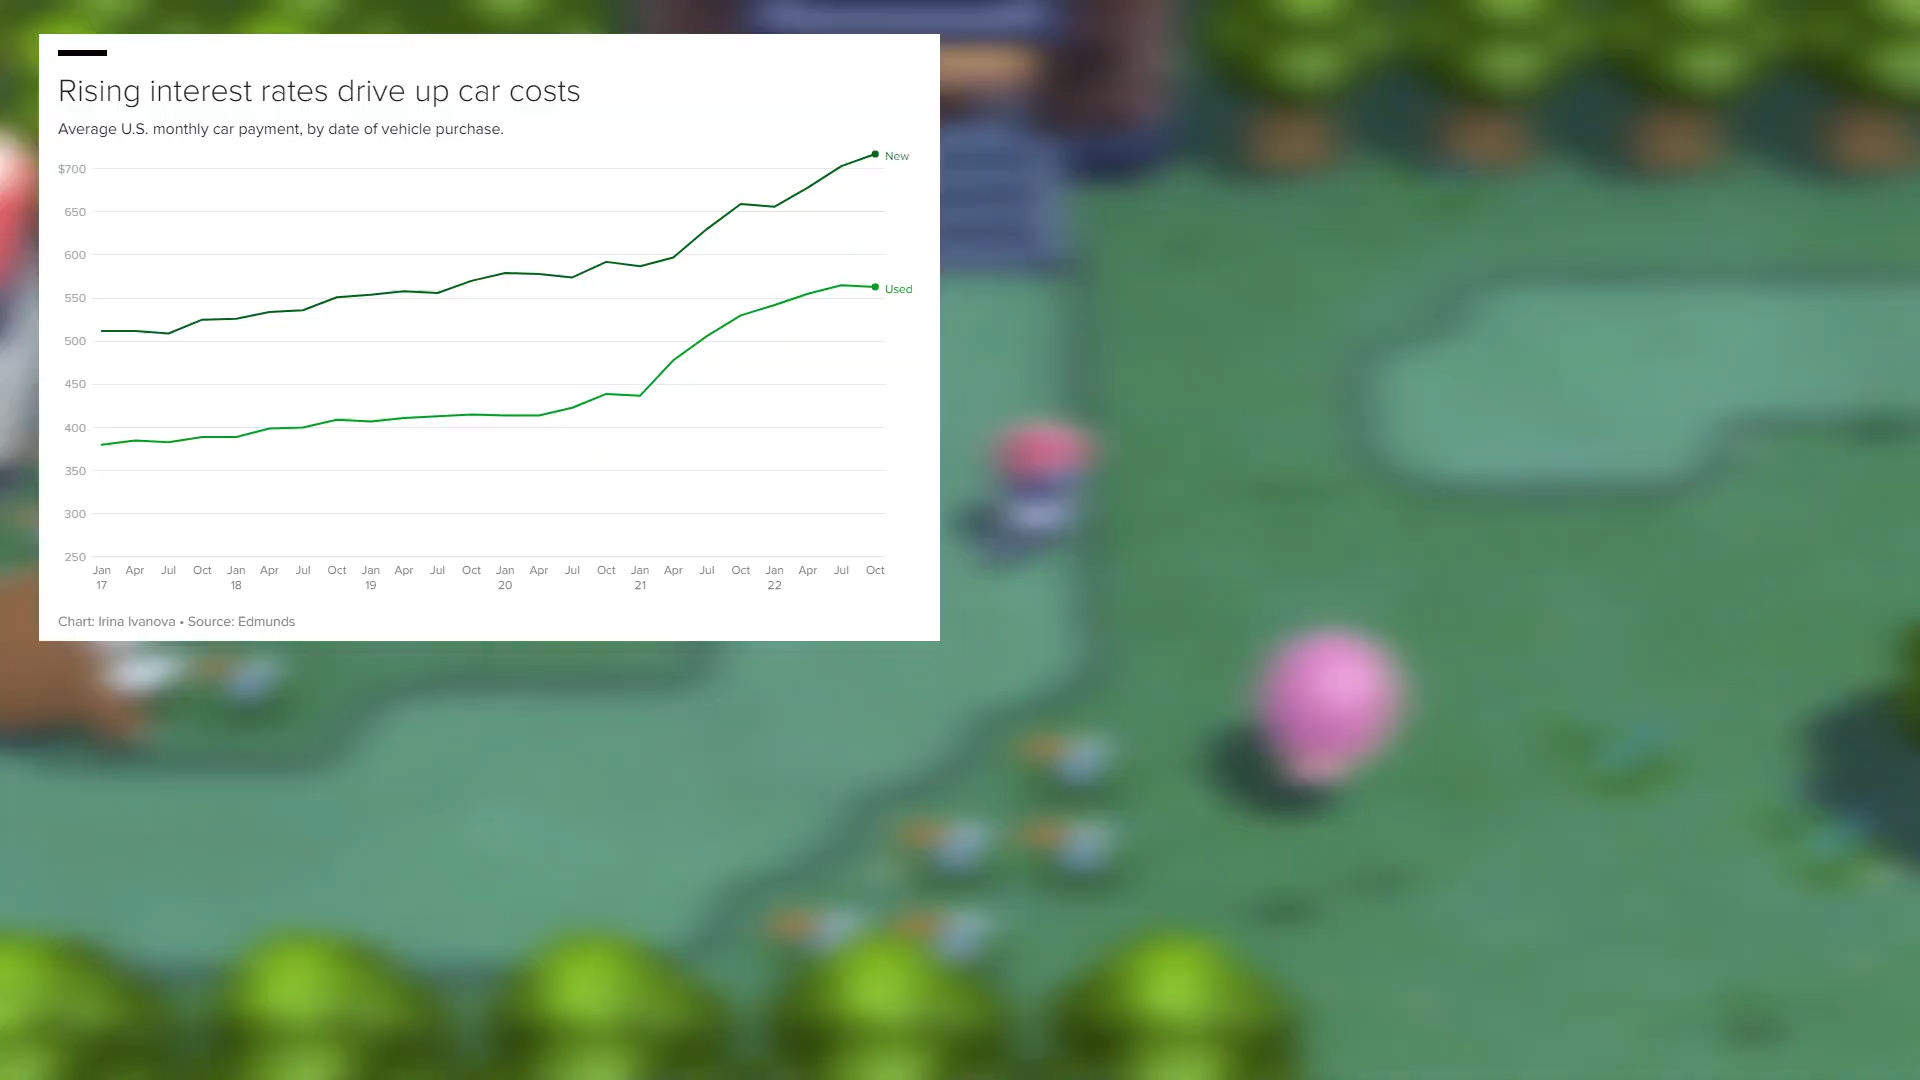 Rising interest rates drive up car costs
Average U.S. monthly car payment, by date of vehicle purchase.
New
$700
650
600
550
Used
500
450
400
350
300
250
Jan Apr Jul Oct Jan Apr Jul Oct Jan Apr Jul Oct Jan Apr Jul Oct Jan Apr Jul Oct Jan Apr Jul Oct
17 18 19 20 21 22
Chart: Irina Ivanova • Source: Edmunds